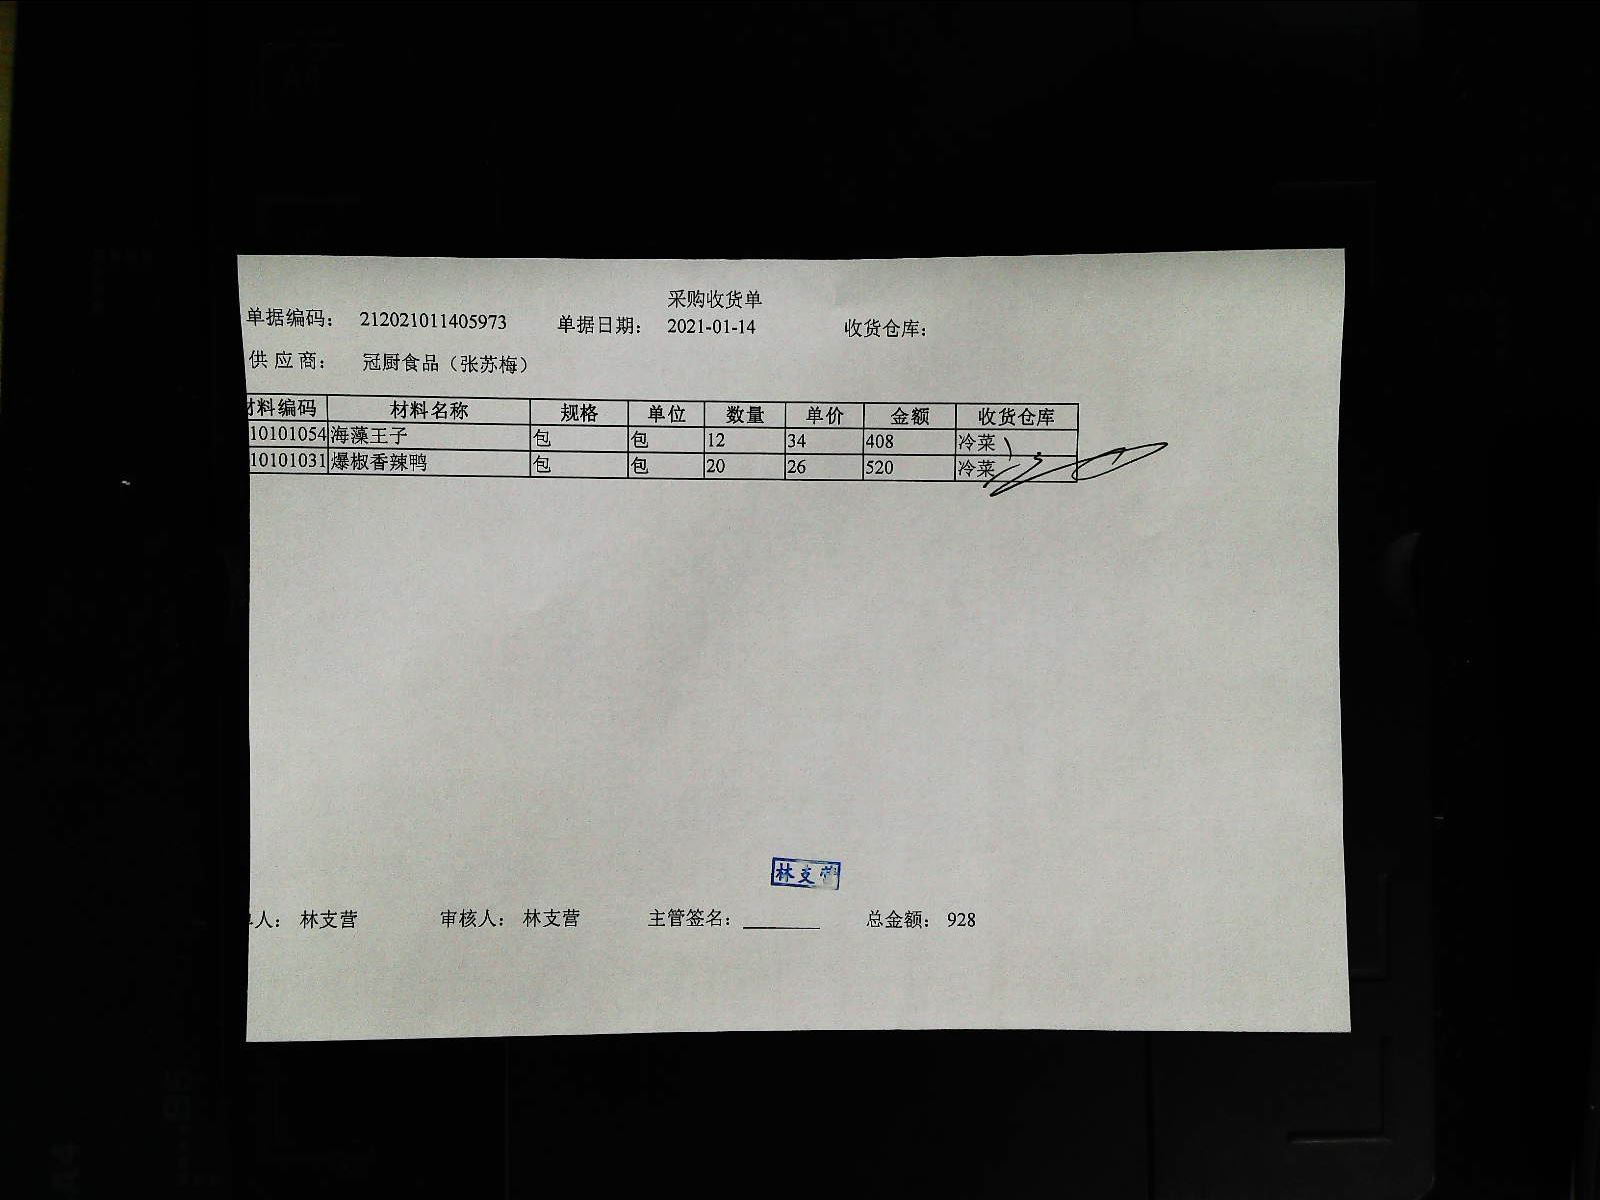 采购收货单
单据编码: 212021011405973 单据日期: 2021-01-14 收货仓库:
供应商: 冠厨食品（张苏梅）
材料编码 材料名称 规格 单位 数量 单价 金额 收货仓库
10101054 海藻王子 包 包 12 34 408 冷菜
10101031 爆椒香辣鸭 包 包 20 26 520 冷菜
林支营
人: 林支营 审核人: 林支营 主管签名: 总金额: 928